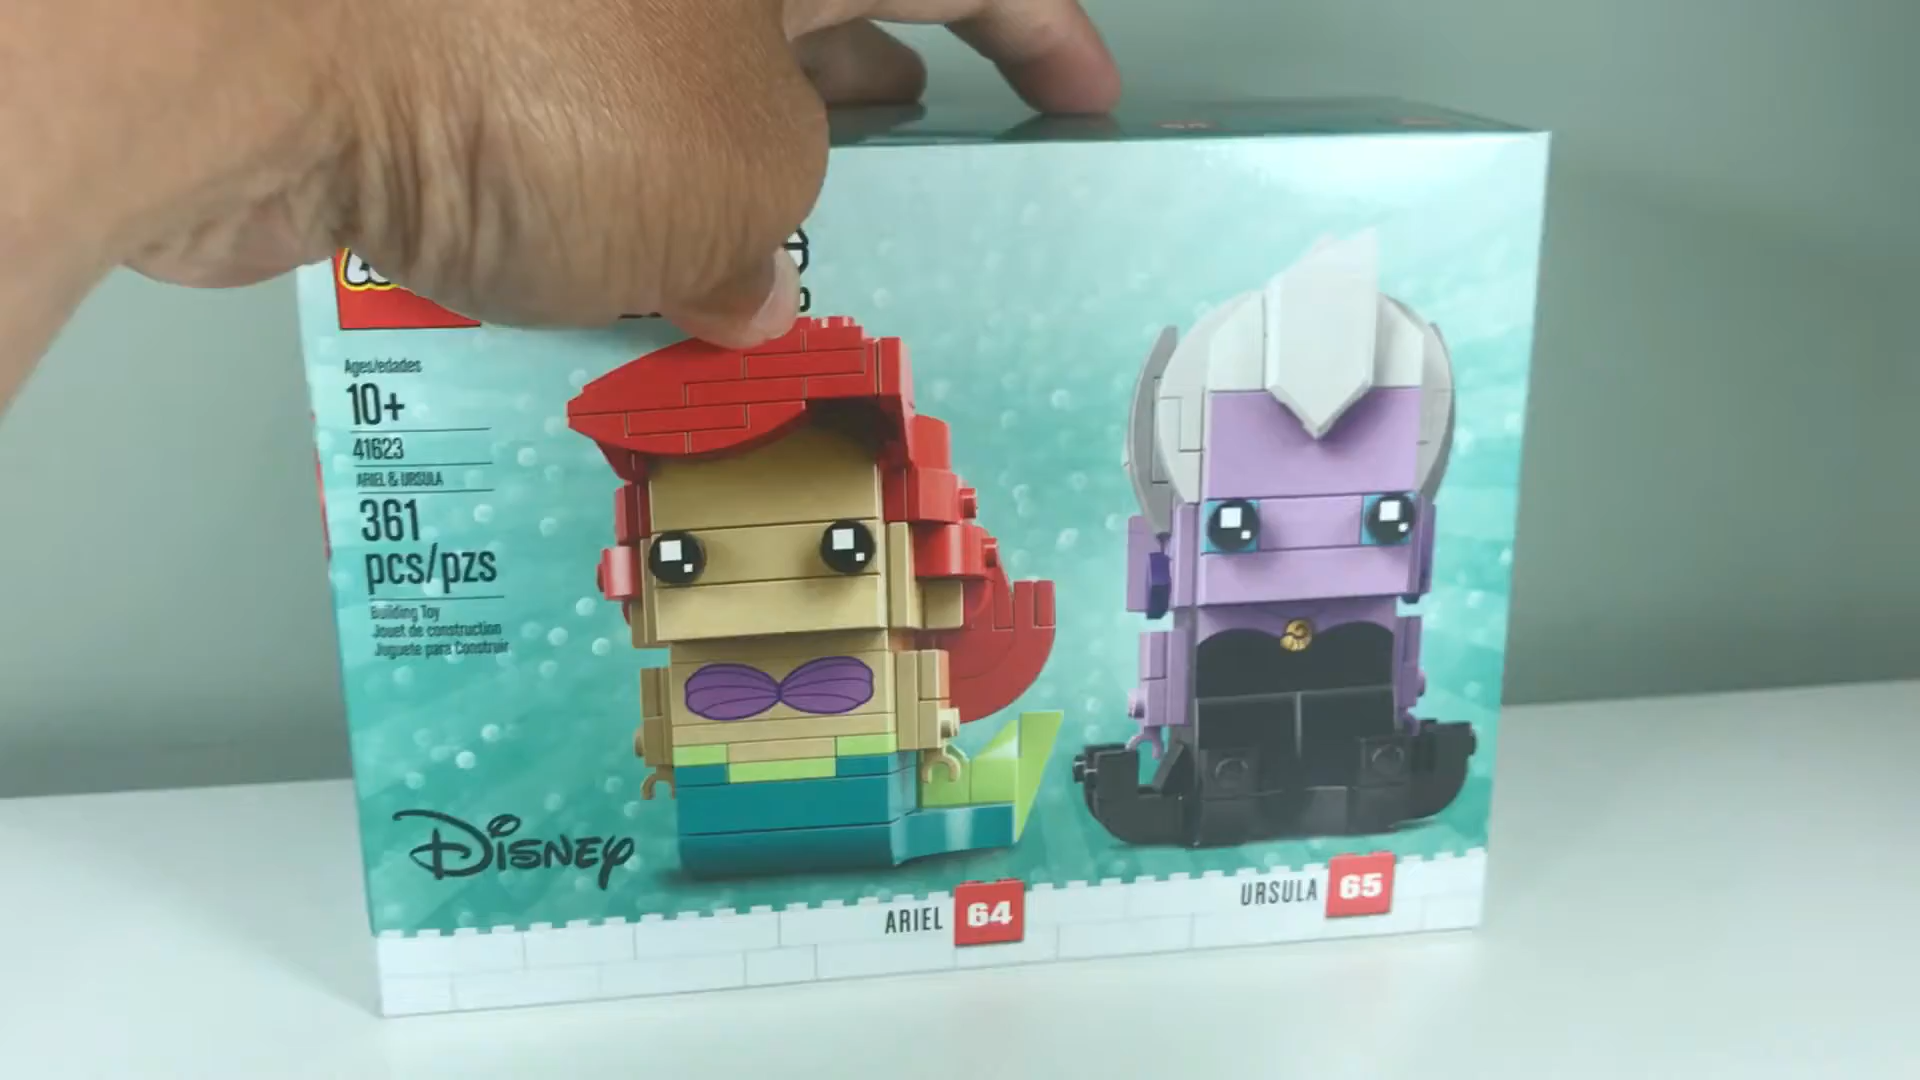 Ages/edades
10+
41623
ARIEL & URSULA
361
pcs/pzs
Building Toy
Jouet de construction
Juguete para Construir
Disney
ARIEL 64
URSULA 65